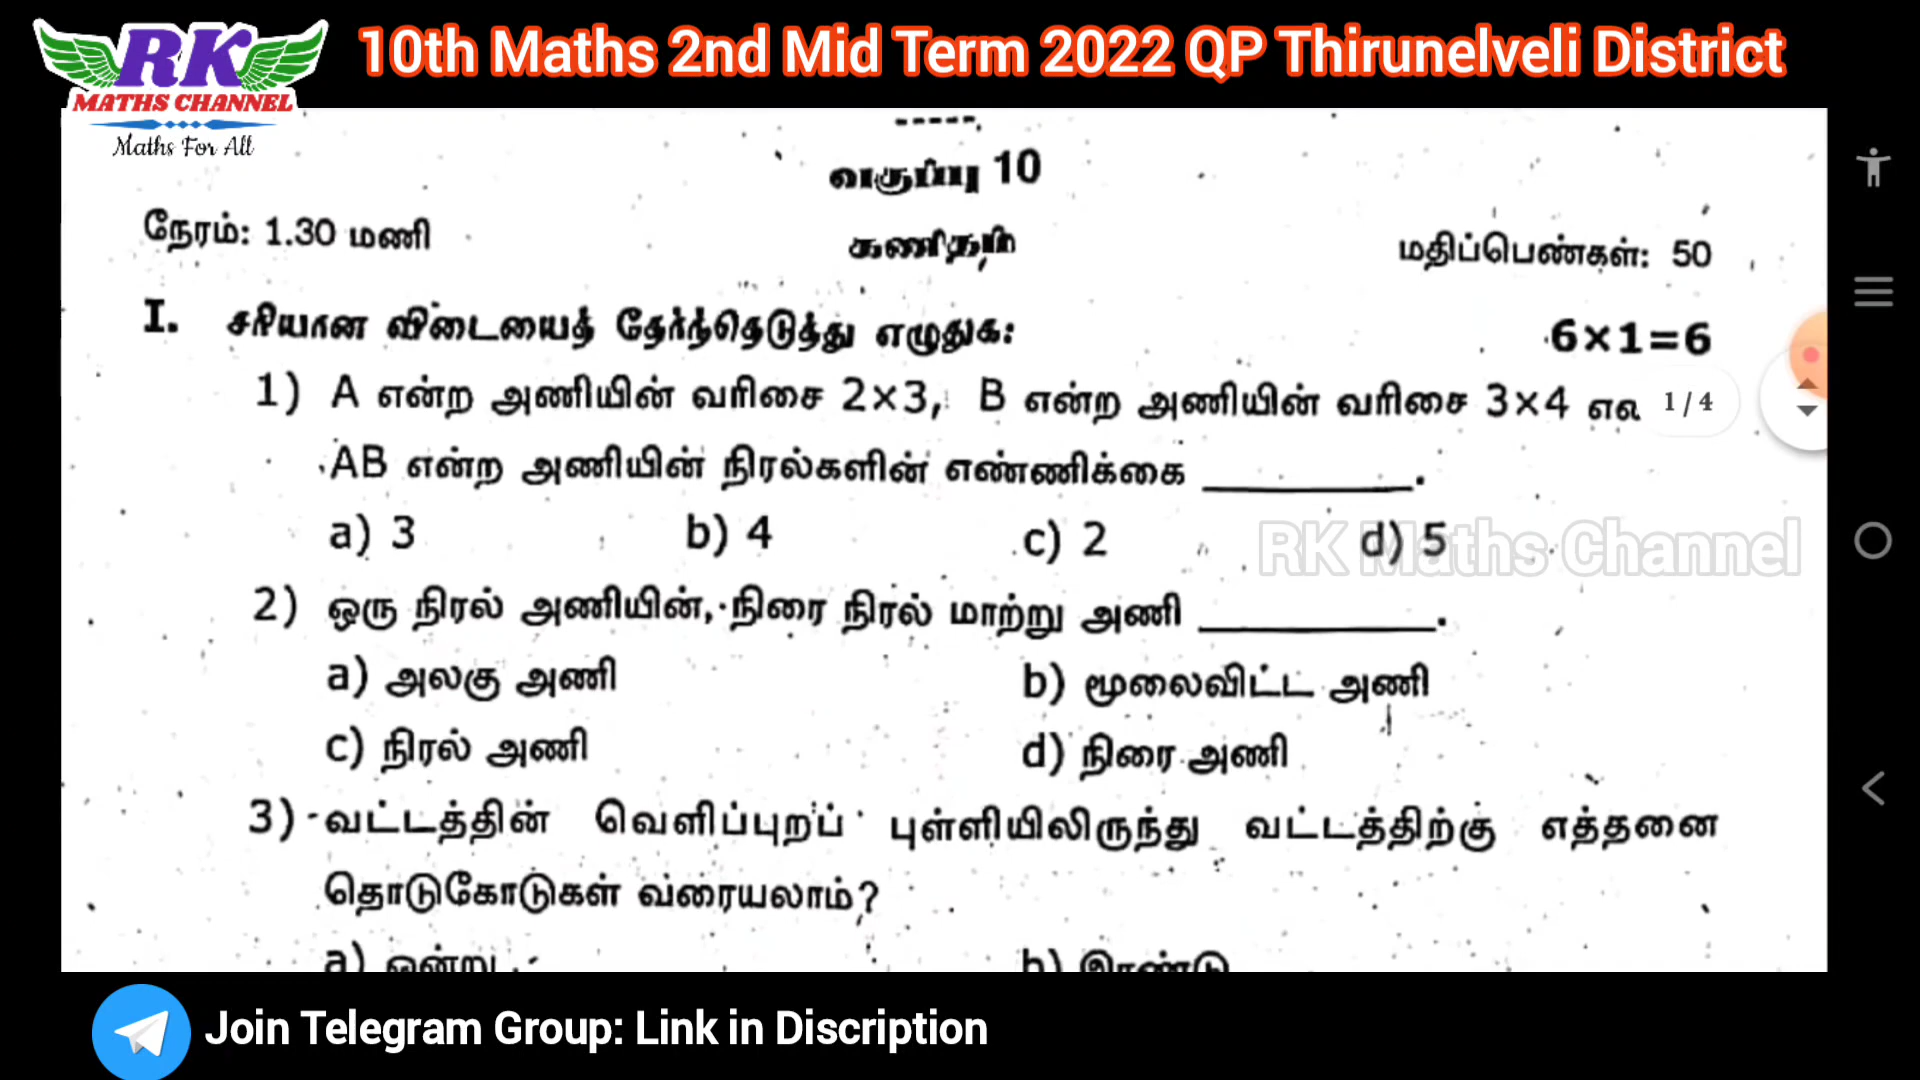 RK
MATHS CHANNEL
Maths For All
10th Maths 2nd Mid Term 2022 QP Thirunelveli District
வகுப்பு 10
நேரம்: 1.30 மணி
கணிதம்
மதிப்பெண்கள்: 50
I. சரியான விடையைத் தேர்ந்தெடுத்து எழுதுக: 6×1=6
1) A என்ற அணியின் வரிசை 2×3, B என்ற அணியின் வரிசை 3×4
1 / 4
AB என்ற அணியின் நிரல்களின் எண்ணிக்கை ________.
a) 3 b) 4 c) 2 d) 5
RK Maths Channel
2) ஒரு நிரல் அணியின், நிரை நிரல் மாற்று அணி ________.
a) அலகு அணி b) மூலைவிட்ட அணி
c) நிரல் அணி d) நிரை அணி
3) வட்டத்தின் வெளிப்புறப் புள்ளியிலிருந்து வட்டத்திற்கு எத்தனை
தொடுகோடுகள் வரையலாம்?
a) ஒன்று b) இரண்டு
Join Telegram Group: Link in Discription